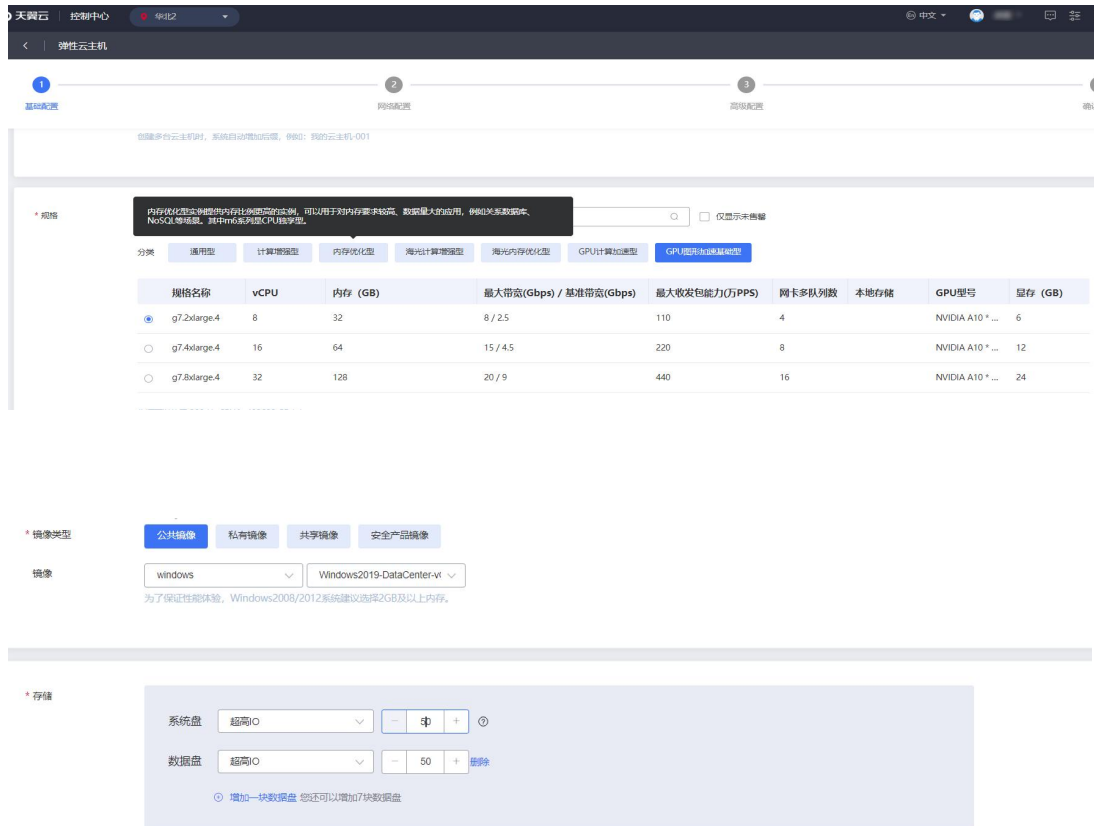 天翼云 控制中心 华北2 中文
弹性云主机
1 2 3
基础配置 网络配置 高级配置
创建多台云主机时，系统自动增加后缀，例如：我的云主机-001
* 规格
内存优化型实例提供内存比例更高的实例，可以用于对内存要求较高、数据量大的应用，例如关系数据库、
NoSQL等场景。其中m6系列是CPU独享型。
仅显示未售罄
分类 通用型 计算增强型 内存优化型 海光计算增强型 海光内存优化型 GPU计算加速型 GPU图形加速基础型
规格名称 vCPU 内存（GB） 最大带宽(Gbps) / 基准带宽(Gbps) 最大收发包能力(万PPS) 网卡多队列数 本地存储 GPU型号 显存（GB）
g7.2xlarge.4 8 32 8 / 2.5 110 4 NVIDIA A10 * ... 6
g7.4xlarge.4 16 64 15 / 4.5 220 8 NVIDIA A10 * ... 12
g7.8xlarge.4 32 128 20 / 9 440 16 NVIDIA A10 * ... 24
* 镜像类型 公共镜像 私有镜像 共享镜像 安全产品镜像
镜像 windows Windows2019-DataCenter-v
为了保证性能体验，Windows2008/2012系统建议选择2GB及以上内存。
* 存储
系统盘 超高IO − 50 +
数据盘 超高IO − 50 + 删除
增加一块数据盘 您还可以增加7块数据盘